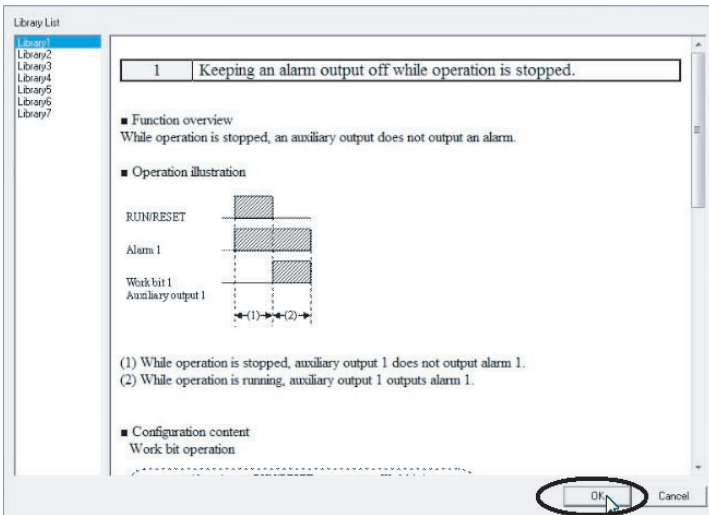 Library List
Library1
Library2
Library3
Library4
Library5
Library6
Library7
1 Keeping an alarm output off while operation is stopped.
■ Function overview
While operation is stopped, an auxiliary output does not output an alarm.
■ Operation illustration
RUN/RESET
Alarm 1
Work bit 1
Auxiliary output 1
(1) (2)
(1) While operation is stopped, auxiliary output 1 does not output alarm 1.
(2) While operation is running, auxiliary output 1 outputs alarm 1.
■ Configuration content
Work bit operation
OK
Cancel